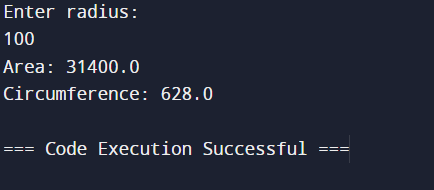 Enter radius:
100
Area: 31400.0
Circumference: 628.0
=== Code Execution Successful ===